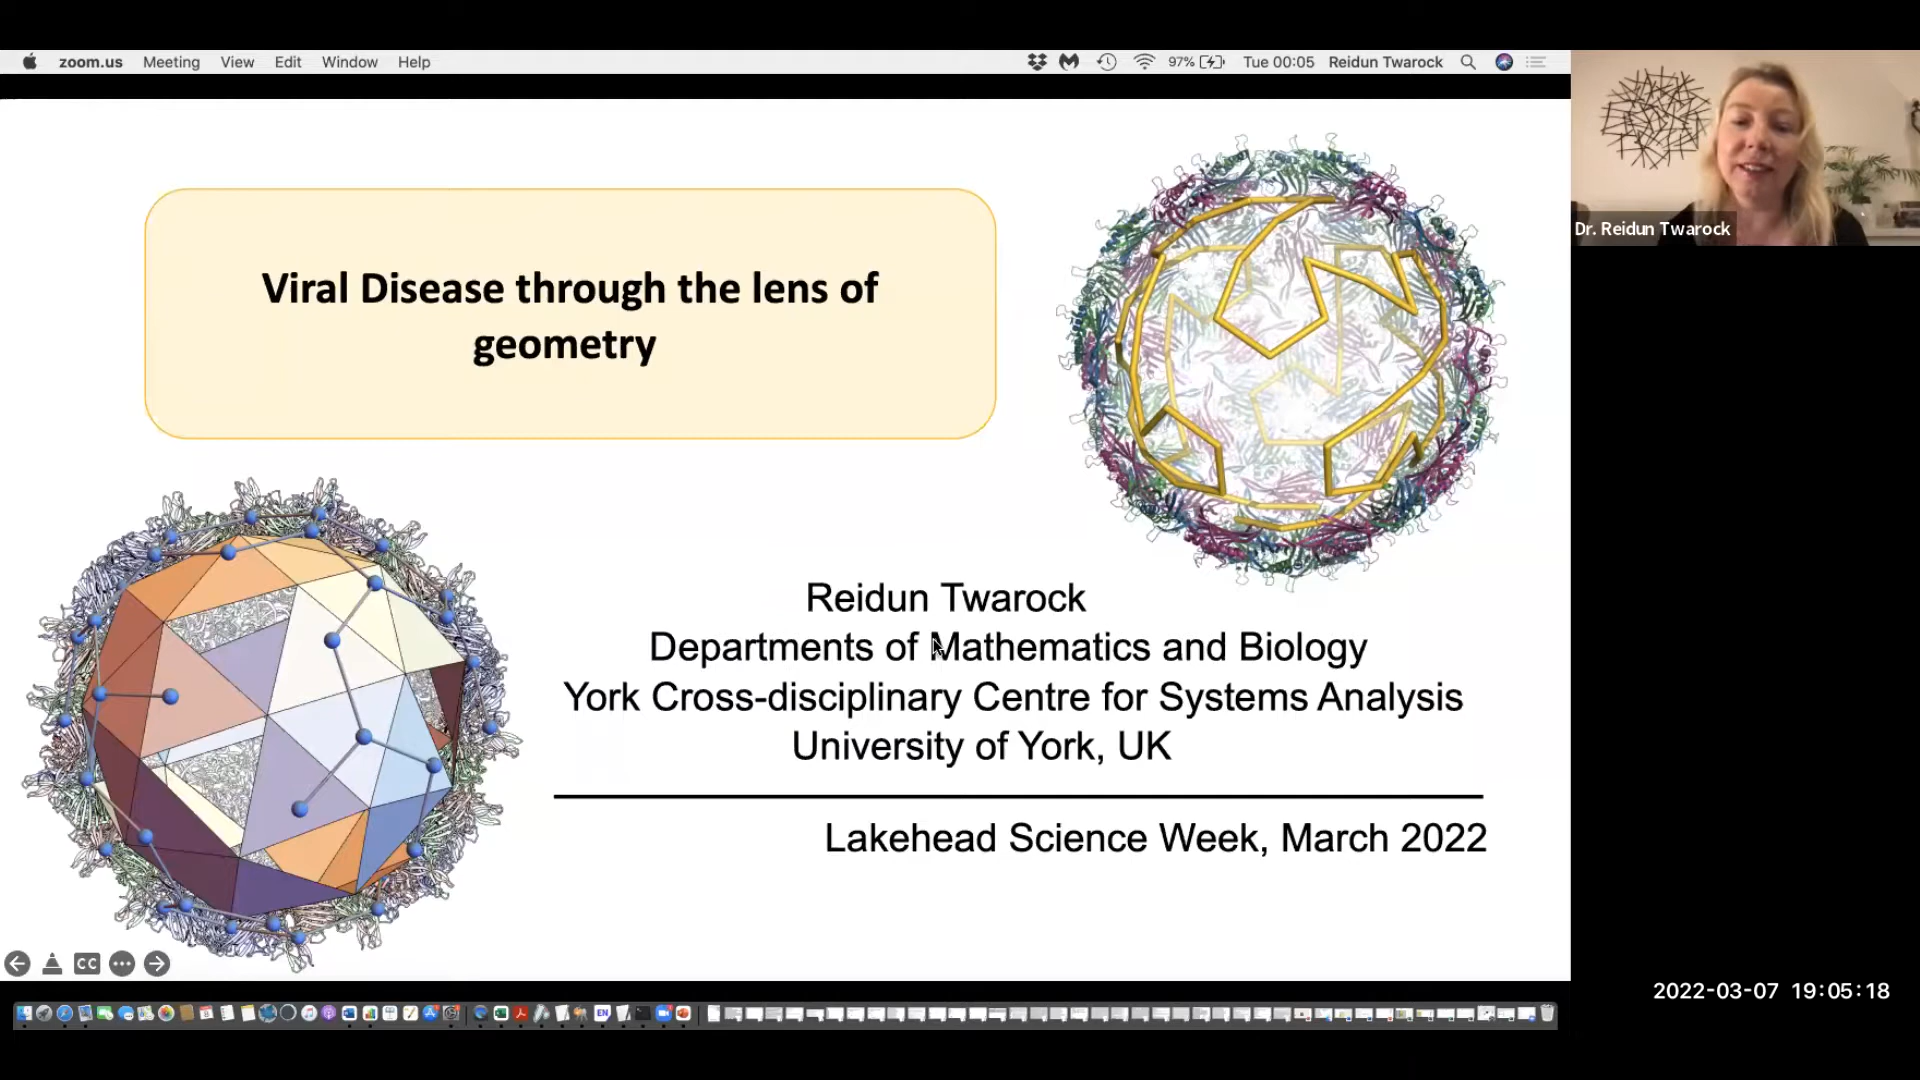 zoom.us Meeting View Edit Window Help 97% Tue 00:05 Reidun Twarock
Dr. Reidun Twarock
Viral Disease through the lens of
geometry
Reidun Twarock
Departments of Mathematics and Biology
York Cross-disciplinary Centre for Systems Analysis
University of York, UK
Lakehead Science Week, March 2022
CC
2022-03-07 19:05:18
EN